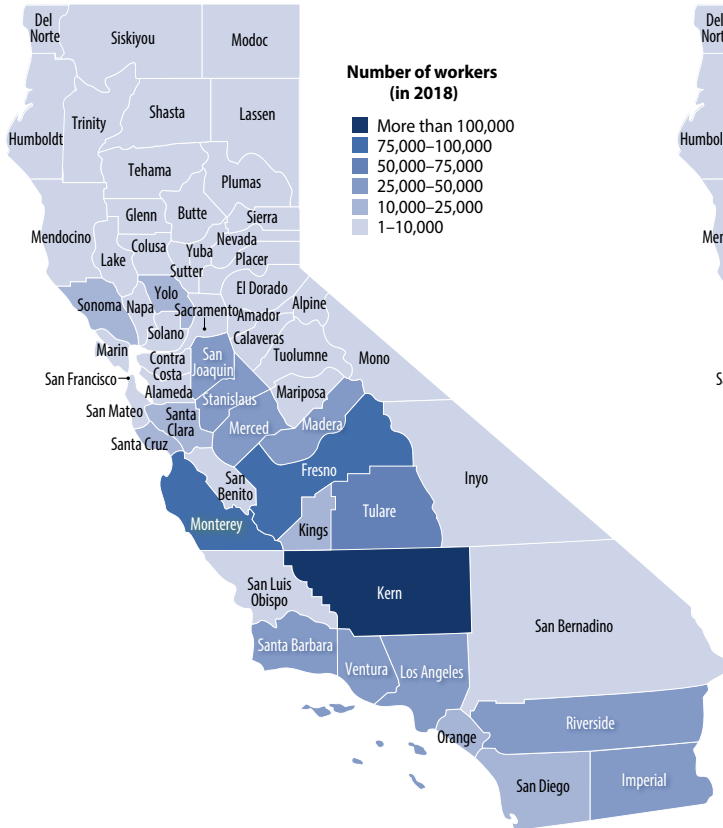 Del
Norte
Siskiyou
Modoc
Del
Nort
Number of workers
(in 2018)
More than 100,000
75,000–100,000
50,000–75,000
25,000–50,000
10,000–25,000
1–10,000
Humboldt
Trinity
Shasta
Lassen
Humbol
Tehama
Plumas
Mendocino
Glenn
Butte
Sierra
Men
Lake
Colusa
Yuba
Nevada
Placer
Sutter
El Dorado
Sonoma
Napa
Yolo
Sacramento
Amador
Alpine
Solano
Calaveras
Marin
Contra
Costa
San
Joaquin
Tuolumne
Mono
San Francisco
Alameda
Stanislaus
Mariposa
S
San Mateo
Santa
Clara
Merced
Madera
Santa Cruz
San
Benito
Fresno
Inyo
Monterey
Kings
Tulare
San Luis
Obispo
Kern
San Bernadino
Santa Barbara
Ventura
Los Angeles
Orange
Riverside
San Diego
Imperial